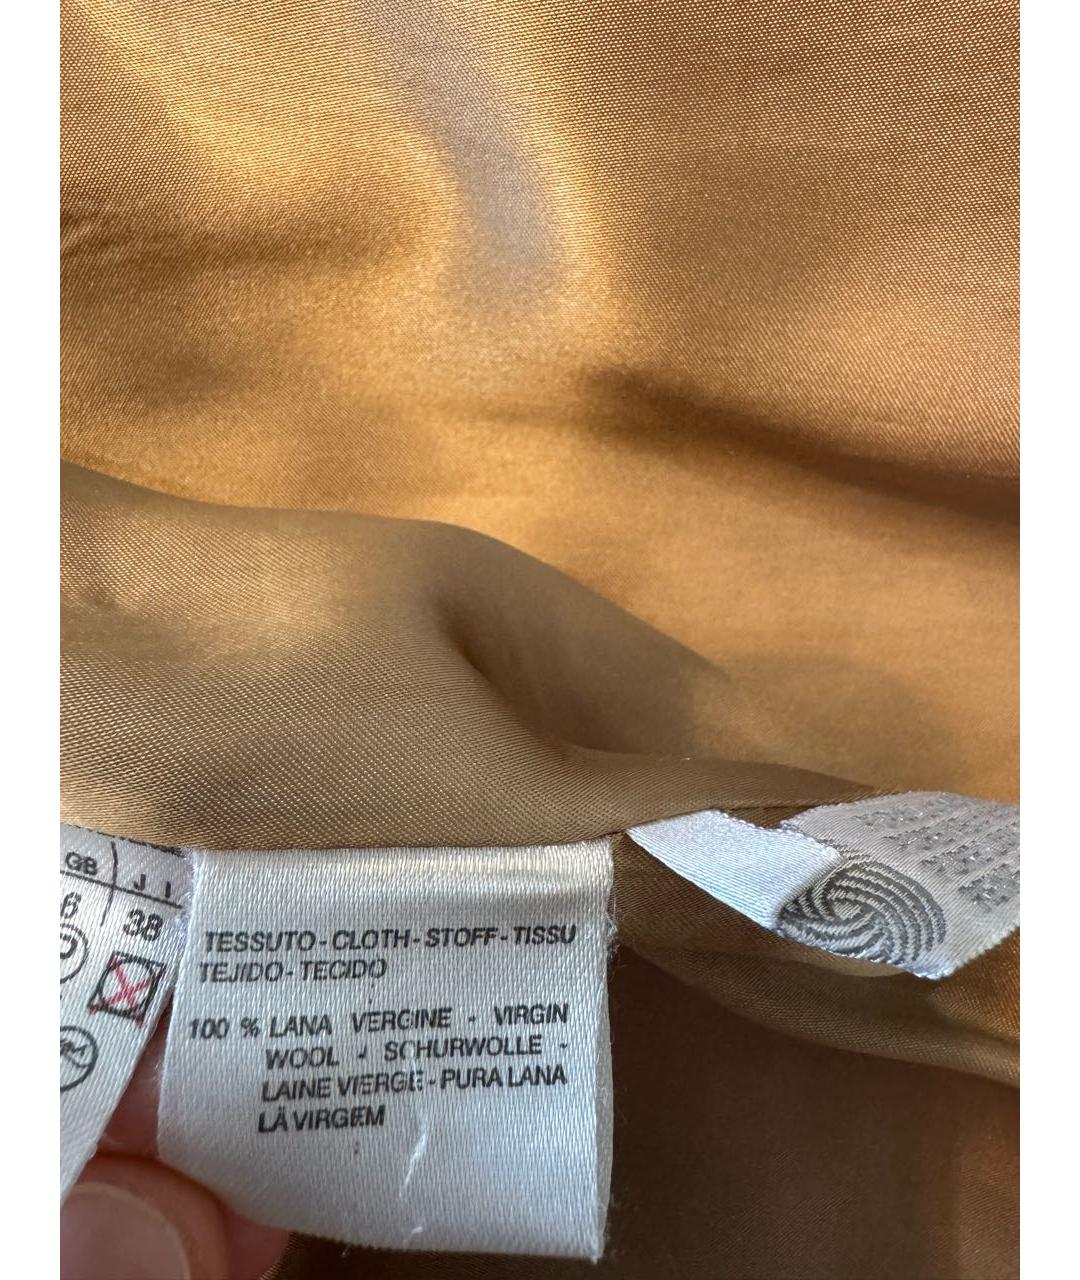 GB
J I
6
38
TESSUTO - CLOTH - STOFF - TISSU
TEJIDO - TECIDO
100 % LANA VERGINE - VIRGIN
WOOL - SCHURWOLLE -
LAINE VIERGE - PURA LANA
LÃ VIRGEM